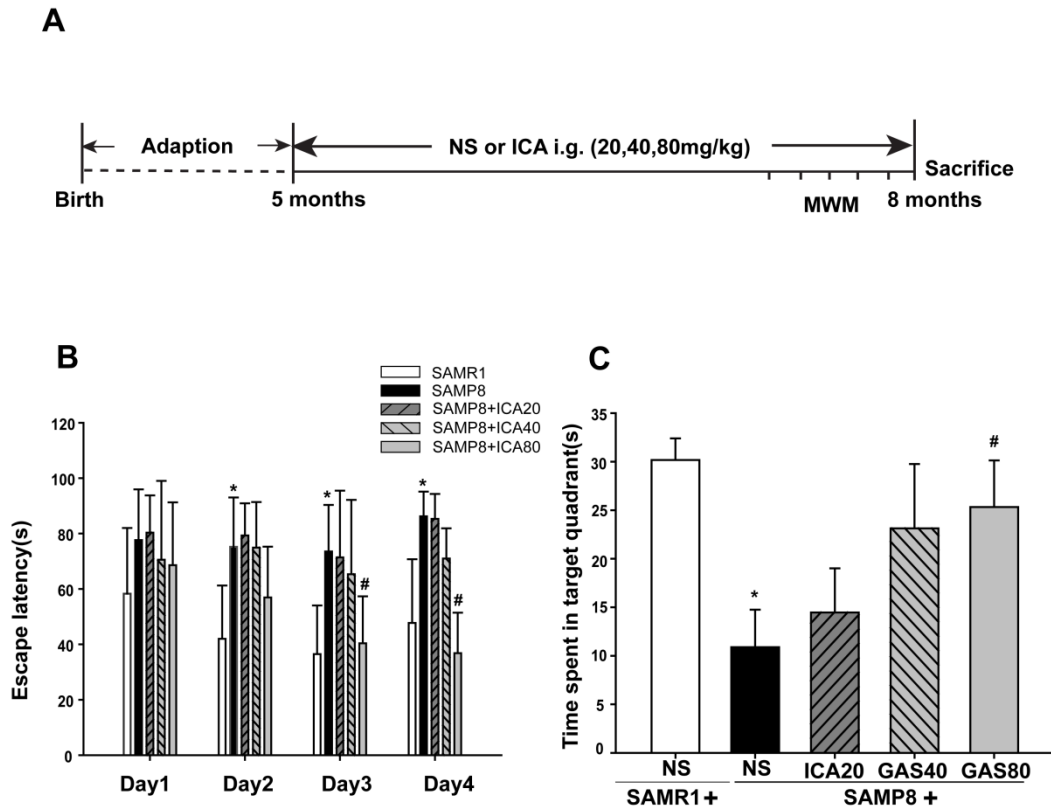 A
Adaption
NS or ICA i.g. (20,40,80mg/kg)
Sacrifice
Birth
5 months
MWM
8 months
B
SAMR1
SAMP8
SAMP8+ICA20
SAMP8+ICA40
SAMP8+ICA80
Escape latency(s)
120
100
80
60
40
20
0
*
*
#
*
#
Day1 Day2 Day3 Day4
C
Time spent in target quadrant(s)
35
30
25
20
15
10
5
0
*
#
NS NS ICA20 GAS40 GAS80
SAMR1+ SAMP8+